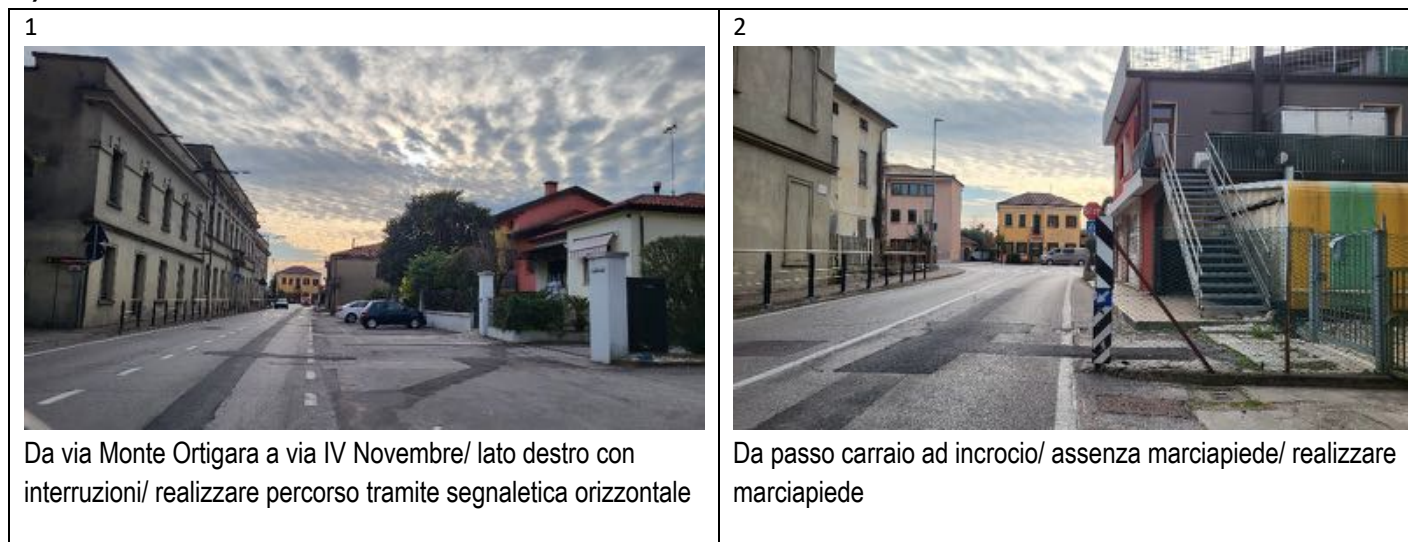 1
Da via Monte Ortigara a via IV Novembre/ lato destro con
interruzioni/ realizzare percorso tramite segnaletica orizzontale
2
Da passo carraio ad incrocio/ assenza marciapiede/ realizzare
marciapiede